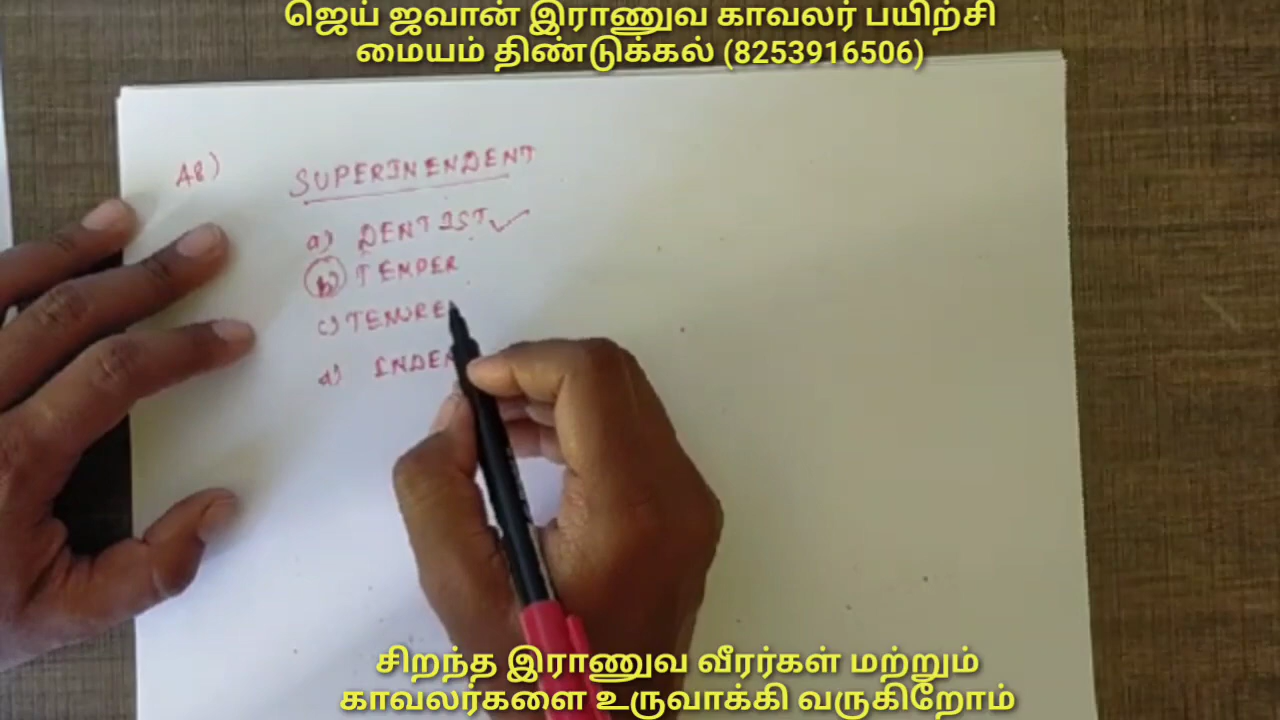 ஜெய் ஜவான் இராணுவ காவலர் பயிற்சி
மையம் திண்டுக்கல் (8253916506)
A8)
SUPERINENDENT
a) DENTIST ✓
b) TENDER
c) TENURE
d) INDEN
சிறந்த இராணுவ வீரர்கள் மற்றும்
காவலர்களை உருவாக்கி வருகிறோம்